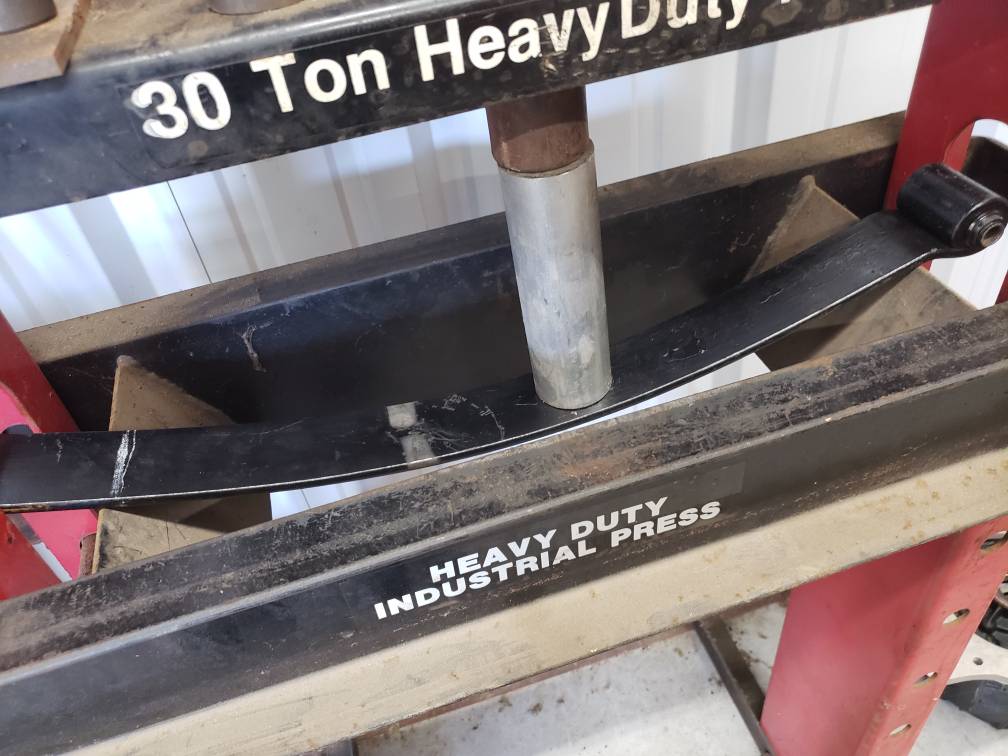 30 Ton Heavy Duty
HEAVY DUTY
INDUSTRIAL PRESS